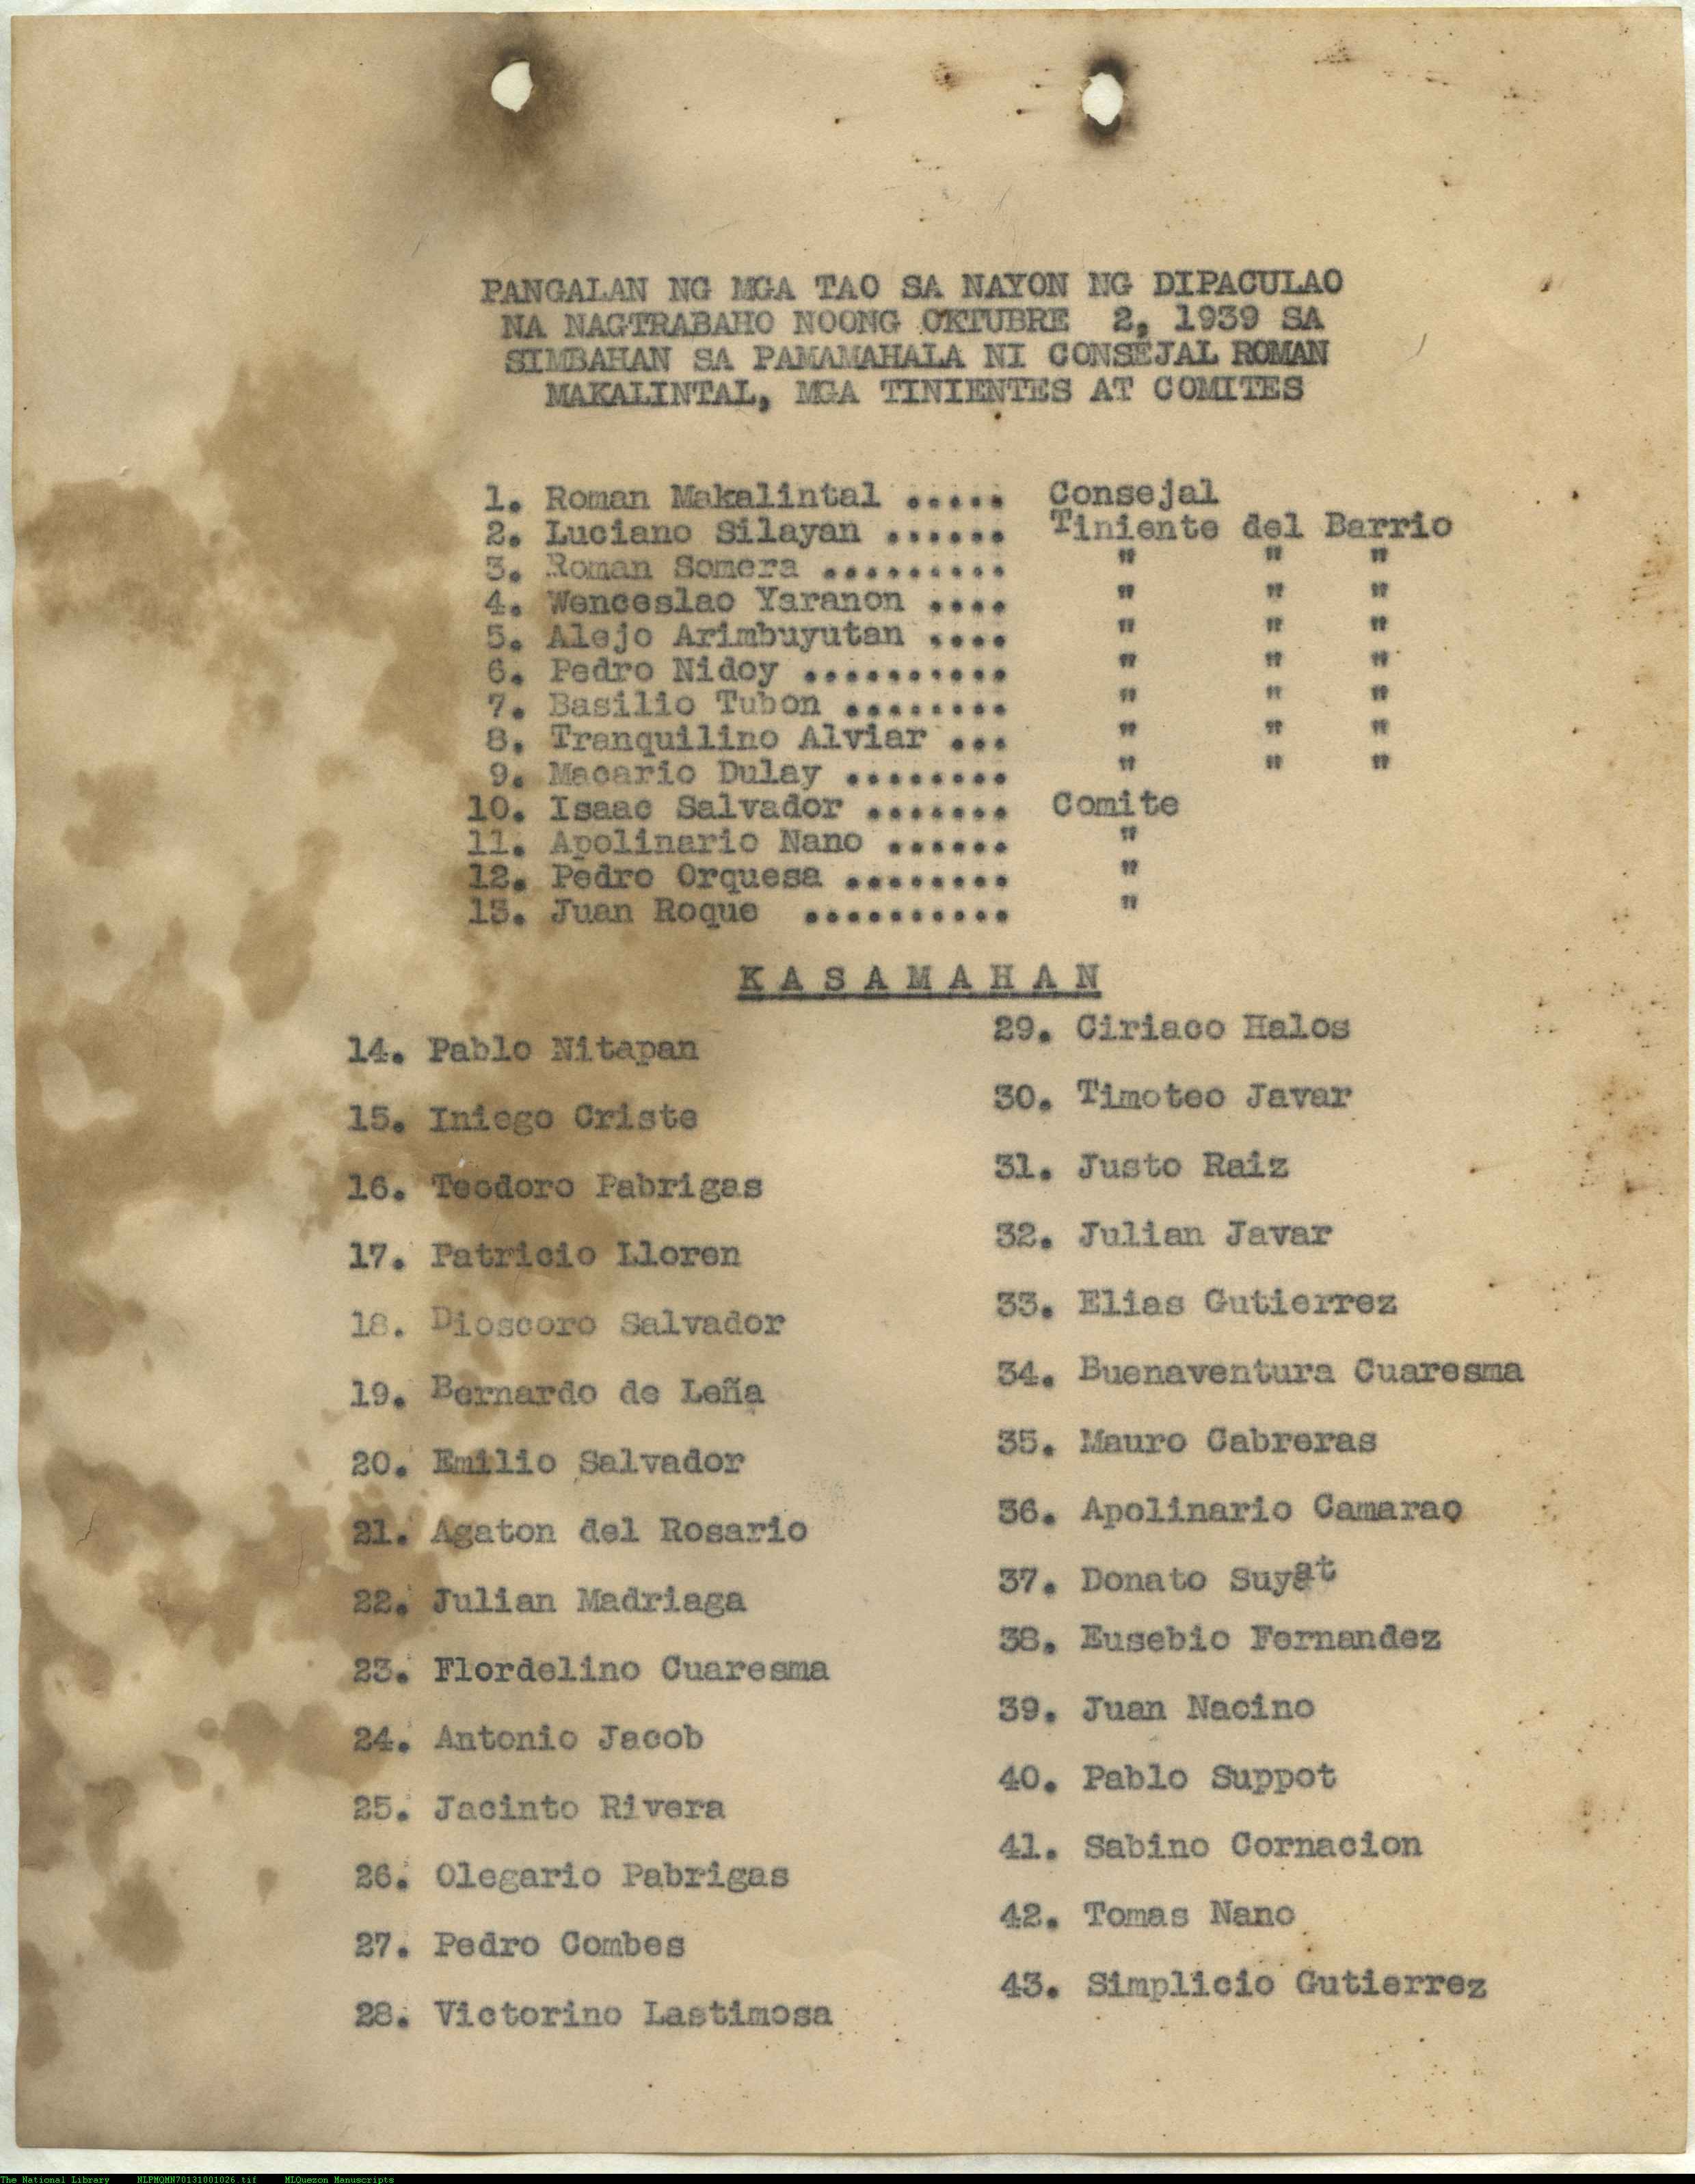 PANGALAN NG MGA TAO SA NAYON NG DIPACULAO
NA NAGTRABAHO NOONG OKTUBRE 2, 1939 SA
SIMBAHAN SA PAMAMAHALA NI CONSEJAL ROMAN
MAKALINTAL, MGA TINIENTES AT COMITES
1. Roman Makalintal ..... Consejal
2. Luciano Silayan ...... Tiniente del Barrio
3. Roman Somera ......... " " "
4. Wenceslao Yaranon .... " " "
5. Alejo Arimbuyutan .... " " "
6. Pedro Nidoy .......... " " "
7. Basilio Tubon ........ " " "
8. Tranquilino Alviar ... " " "
9. Macario Dulay ........ " " "
10. Isaac Salvador ....... Comite
11. Apolinario Nano ...... "
12. Pedro Orquesa ........ "
13. Juan Roque .......... "
K A S A M A H A N
14. Pablo Nitapan
15. Iniego Criste
16. Teodoro Pabrigas
17. Patricio Lloren
18. Dioscoro Salvador
19. Bernardo de Leña
20. Emilio Salvador
21. Agaton del Rosario
22. Julian Madriaga
23. Flordelino Cuaresma
24. Antonio Jacob
25. Jacinto Rivera
26. Olegario Pabrigas
27. Pedro Combes
28. Victorino Lastimosa
29. Ciriaco Halos
30. Timoteo Javar
31. Justo Raiz
32. Julian Javar
33. Elias Gutierrez
34. Buenaventura Cuaresma
35. Mauro Cabreras
36. Apolinario Camarao
37. Donato Suyat
38. Eusebio Fernandez
39. Juan Nacino
40. Pablo Suppot
41. Sabino Cornacion
42. Tomas Nano
43. Simplicio Gutierrez
The National Library NLPMQMN70131001026.tif MLQuezon Manuscripts